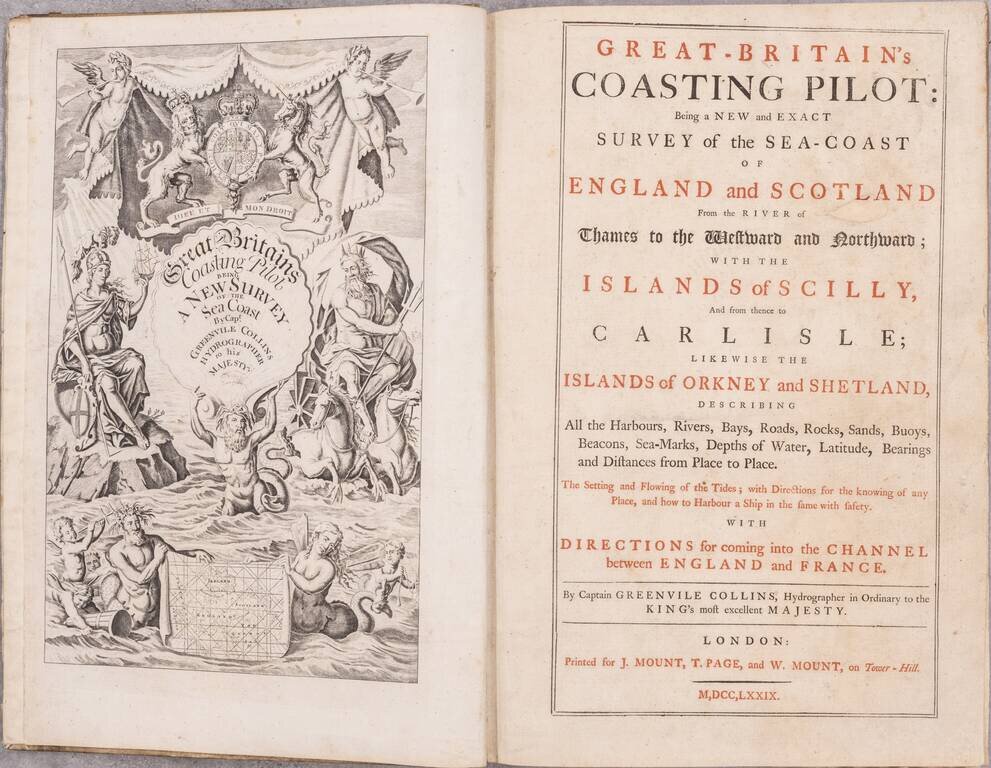 DIEE ET MON DROIT
Great Britains
Coasting Pilot
BEING
A NEW SURVEY
OF THE
Sea Coast
By Capt.
GREENVILE COLLINS
HYDROGRAPHER
to his
MAJESTY
IRELAND
SCOTLAND
ENGLAND
GREAT-BRITAIN's
COASTING PILOT:
Being a NEW and EXACT
SURVEY of the SEA-COAST
OF
ENGLAND and SCOTLAND
From the RIVER of
Thames to the Weſtward and Northward;
WITH THE
ISLANDS of SCILLY,
And from thence to
CARLISLE;
LIKEWISE THE
ISLANDS of ORKNEY and SHETLAND,
DESCRIBING
All the Harbours, Rivers, Bays, Roads, Rocks, Sands, Buoys,
Beacons, Sea-Marks, Depths of Water, Latitude, Bearings
and Diſtances from Place to Place.
The Setting and Flowing of the Tides; with Directions for the knowing of any
Place, and how to Harbour a Ship in the ſame with ſafety.
WITH
DIRECTIONS for coming into the CHANNEL
between ENGLAND and FRANCE.
By Captain GREENVILE COLLINS, Hydrographer in Ordinary to the
KING's moſt excellent MAJESTY.
LONDON:
Printed for J. MOUNT, T. PAGE, and W. MOUNT, on Tower-Hill.
M,DCC,LXXIX.